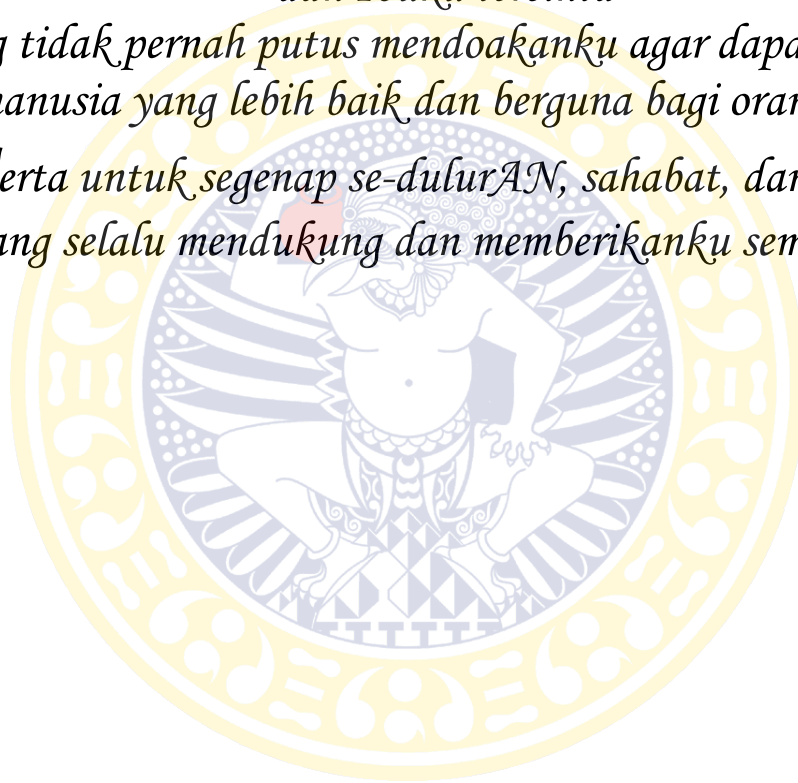 tidak pernah putus mendoakanku agar dapa
anusia yang lebih baik dan berguna bagi oran
erta untuk segenap se-dulurAN, sahabat, dan
ang selalu mendukung dan memberikanku sem